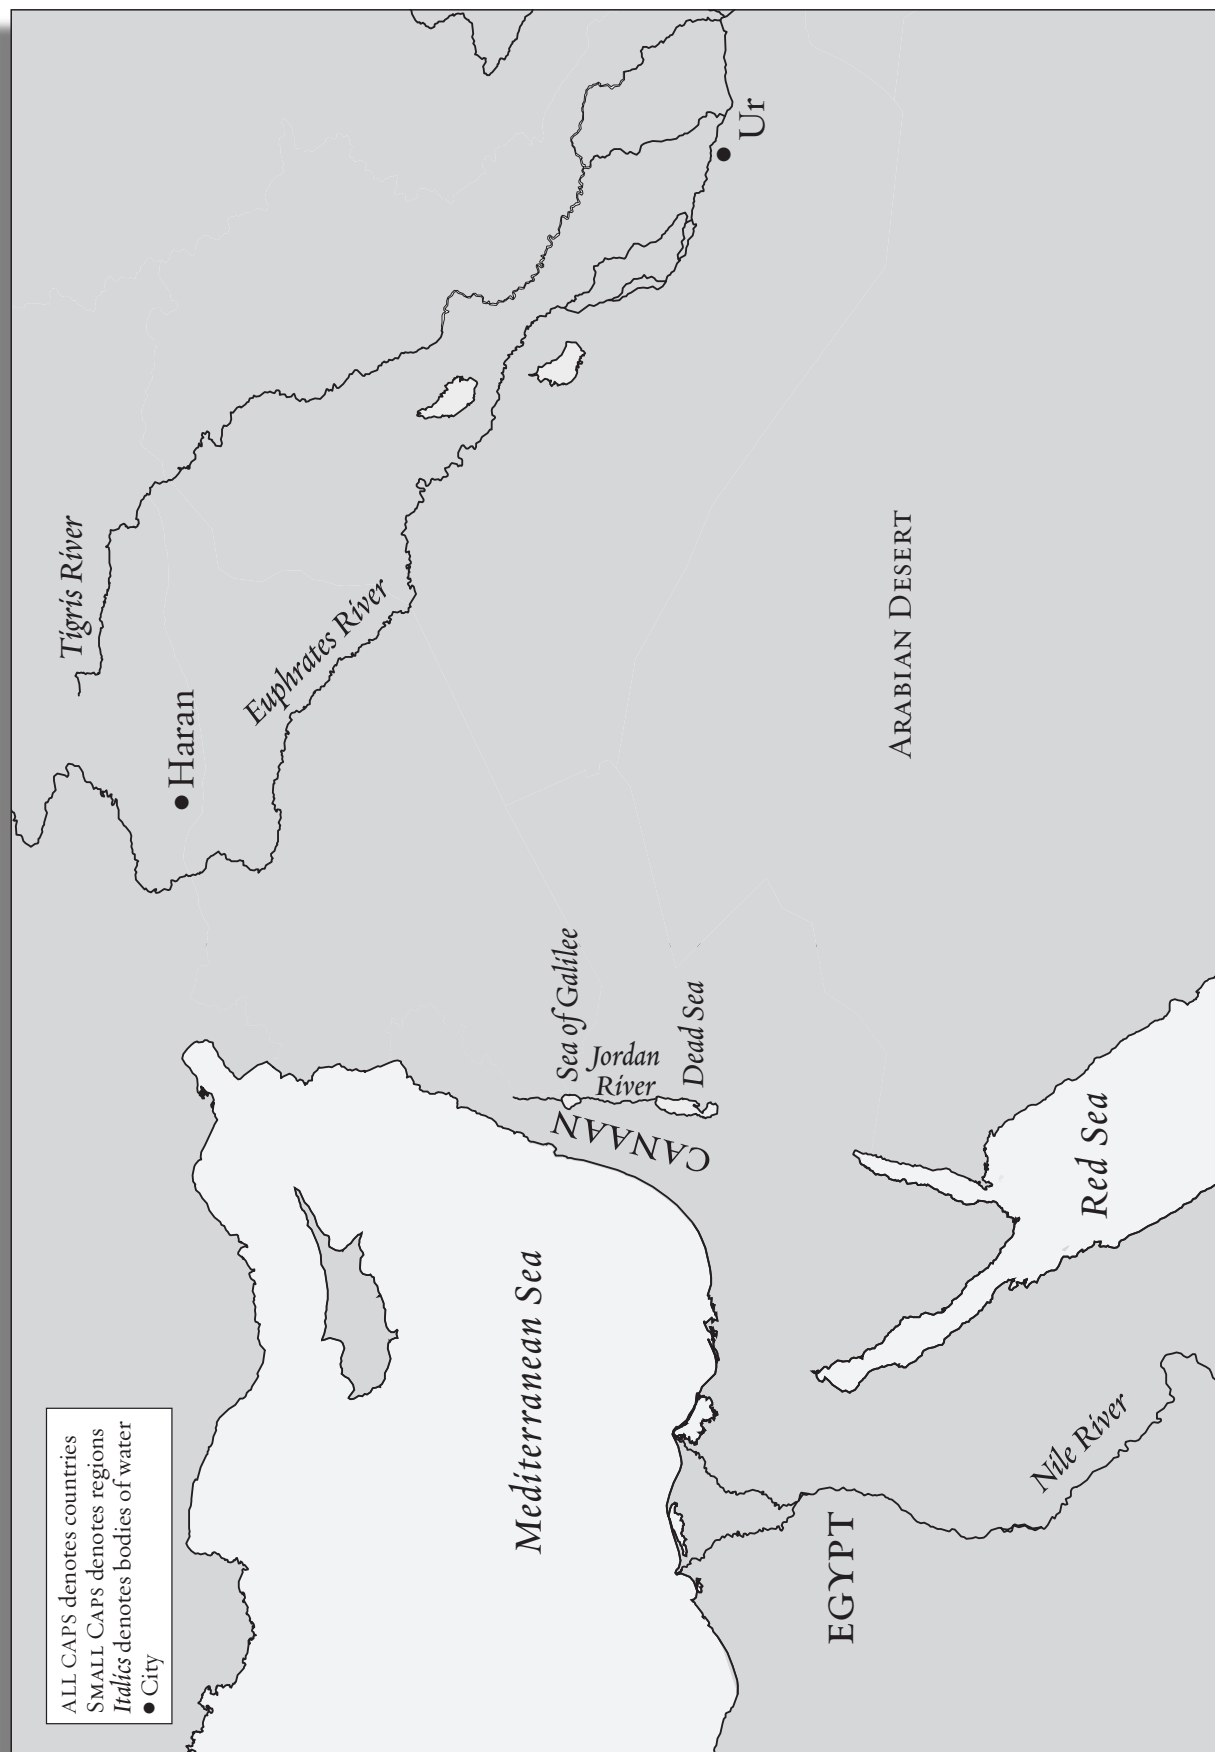 ALL CAPS denotes countries
SMALL CAPS denotes regions
Italics denotes bodies of water
● City
Tigris River
Haran
Euphrates River
Ur
Mediterranean Sea
Sea of Galilee
Jordan
River
Dead Sea
CANAAN
ARABIAN DESERT
EGYPT
Nile River
Red Sea